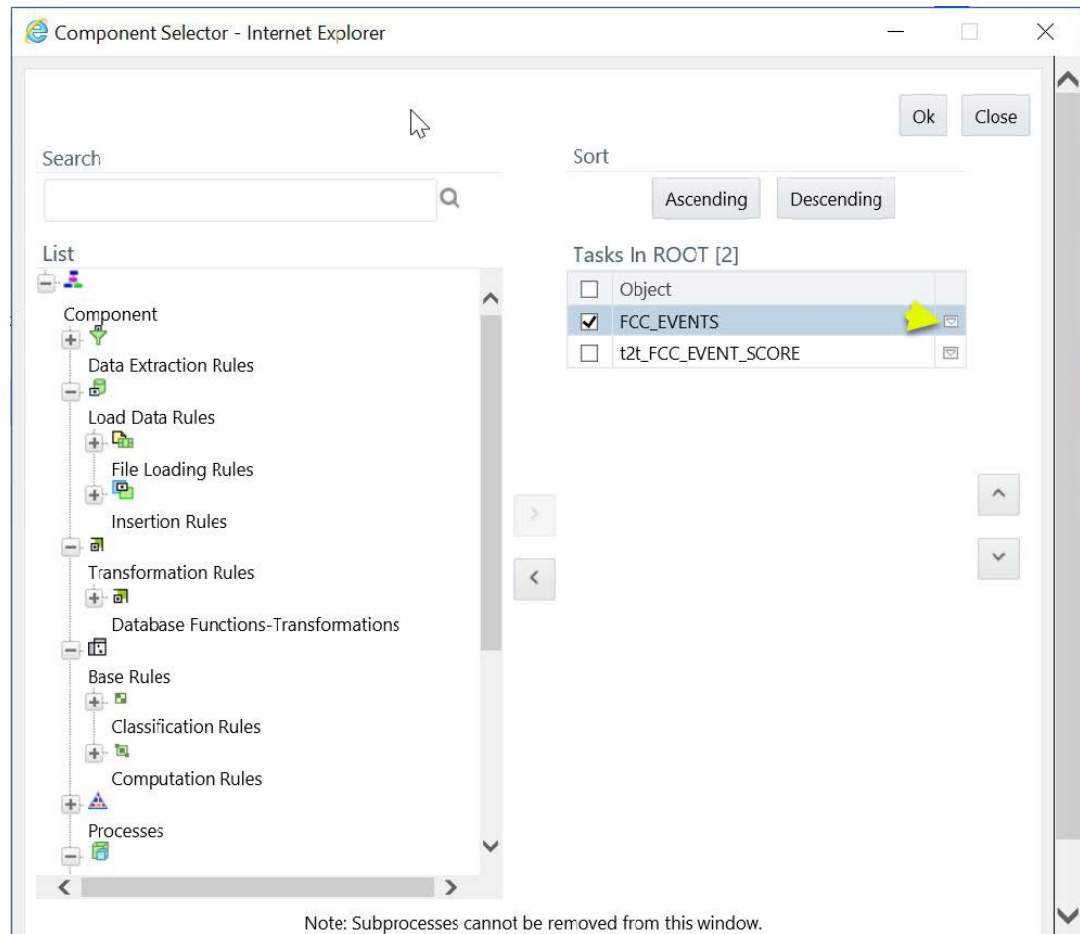 Component Selector - Internet Explorer
Ok Close
Search
Sort
Ascending Descending
List
Tasks In ROOT [2]
Object
Component
FCC_EVENTS
t2t_FCC_EVENT_SCORE
Data Extraction Rules
Load Data Rules
File Loading Rules
Insertion Rules
Transformation Rules
Database Functions-Transformations
Base Rules
Classification Rules
Computation Rules
Processes
Note: Subprocesses cannot be removed from this window.